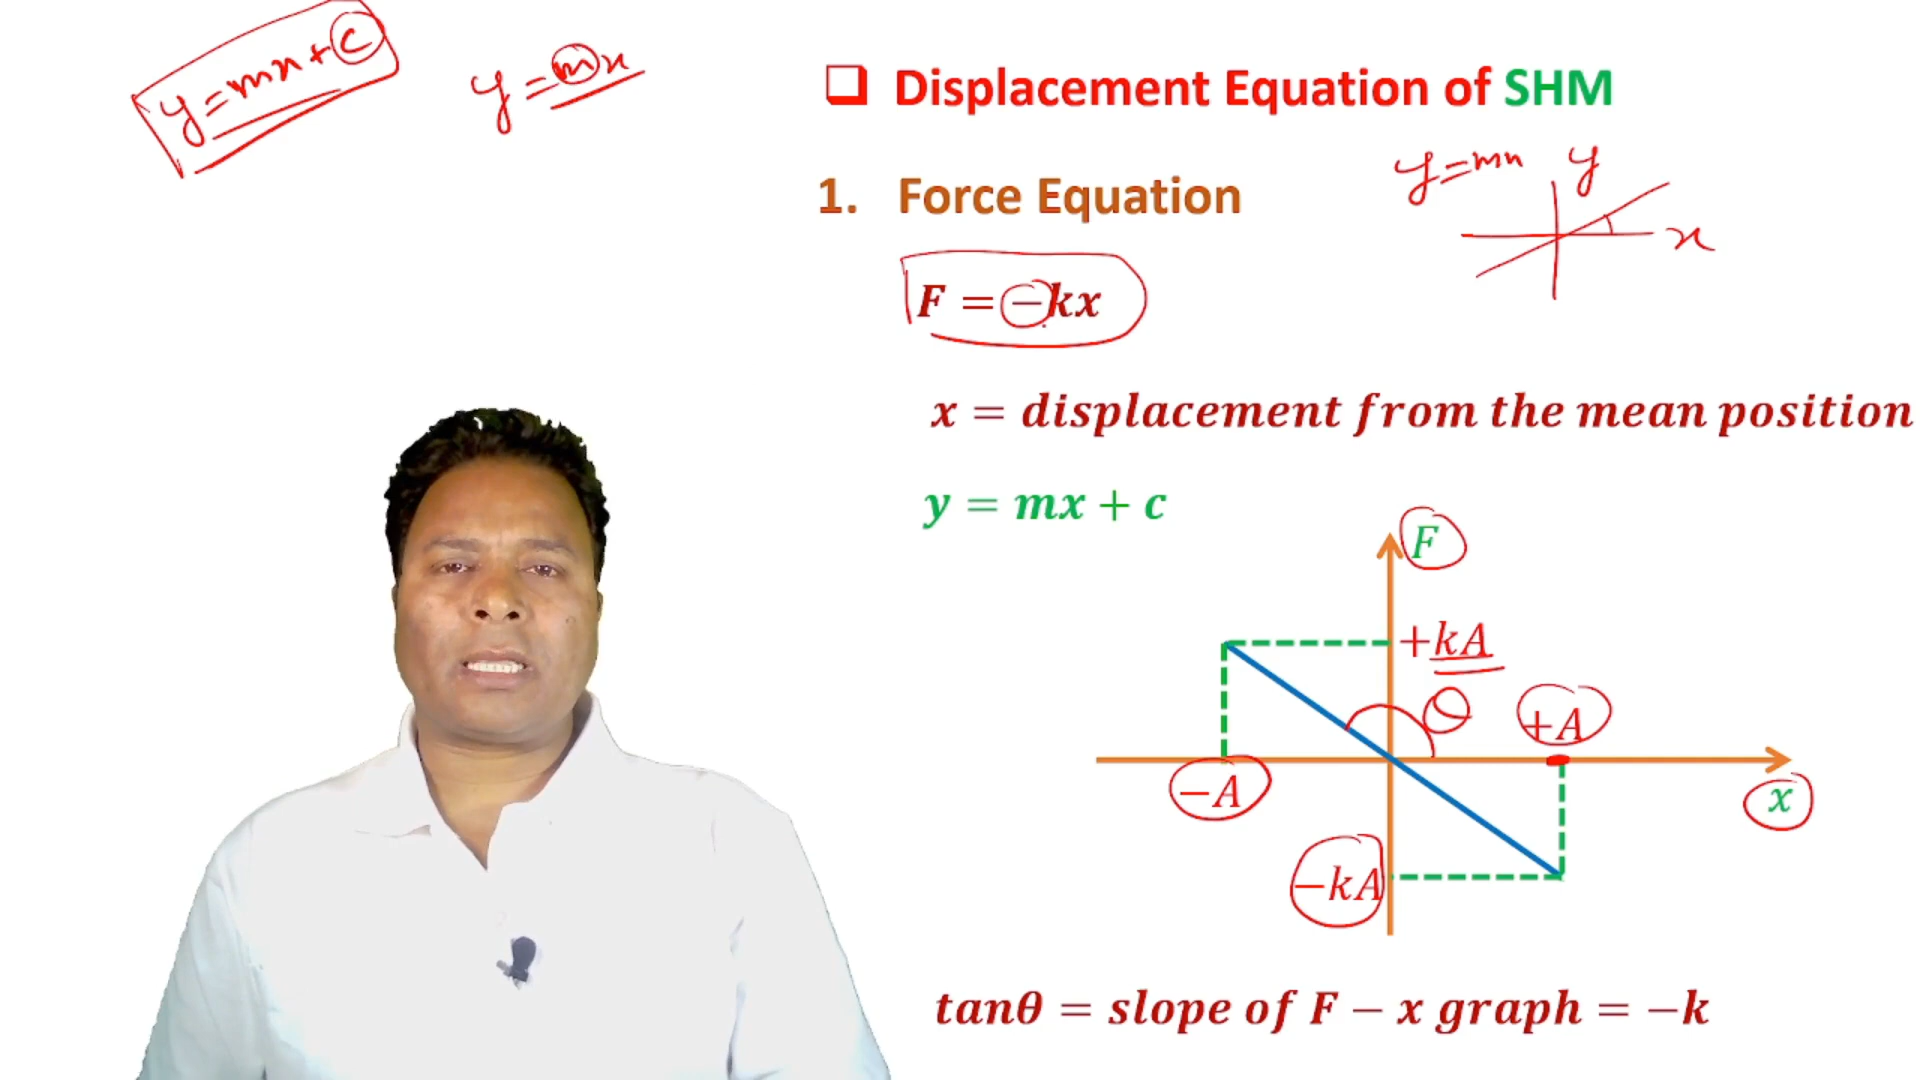 y=mx+c
y=mx
❑ Displacement Equation of SHM
y=mx
y
x
1. Force Equation
F = -kx
x = displacement from the mean position
y = mx + c
F
+kA
θ
+A
-A
x
-kA
tanθ = slope of F - x graph = -k